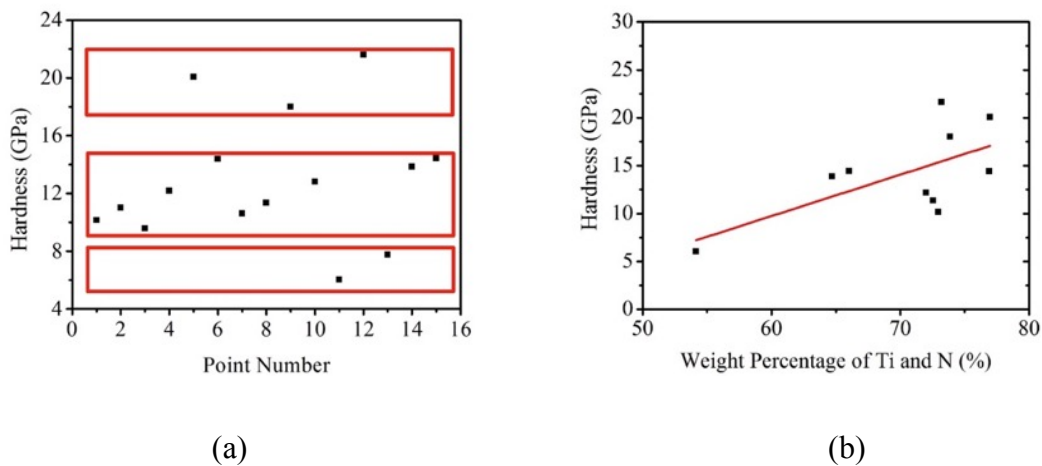 24
20
16
12
8
4
Hardness (GPa)
0 2 4 6 8 10 12 14 16
Point Number
(a)
30
25
20
15
10
5
0
Hardness (GPa)
50 60 70 80
Weight Percentage of Ti and N (%)
(b)